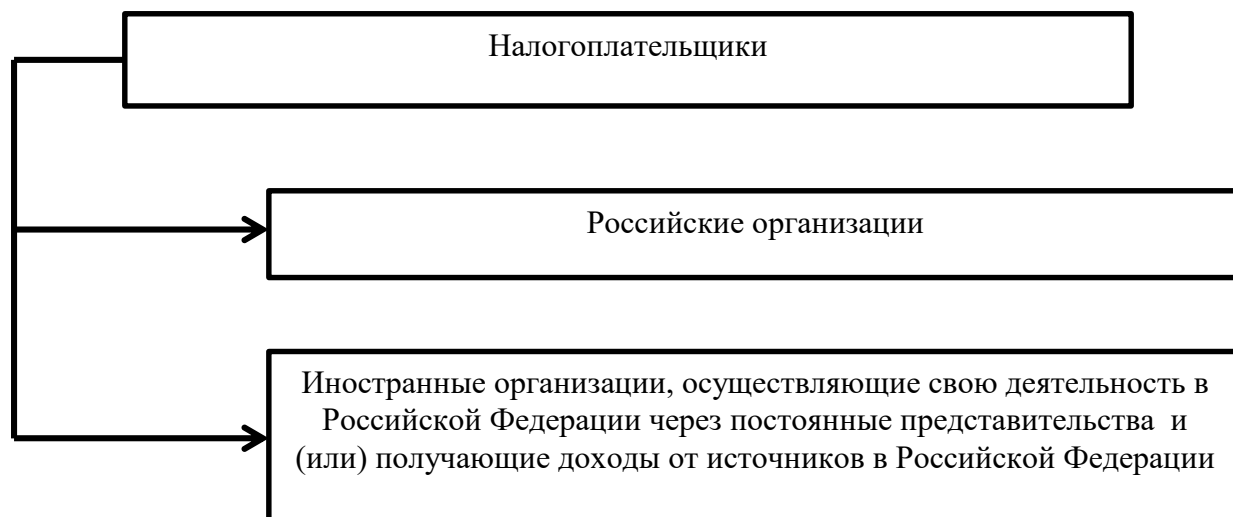 Налогоплательщики
Российские организации
Иностранные организации, осуществляющие свою деятельность в
Российской Федерации через постоянные представительства  и
(или) получающие доходы от источников в Российской Федерации